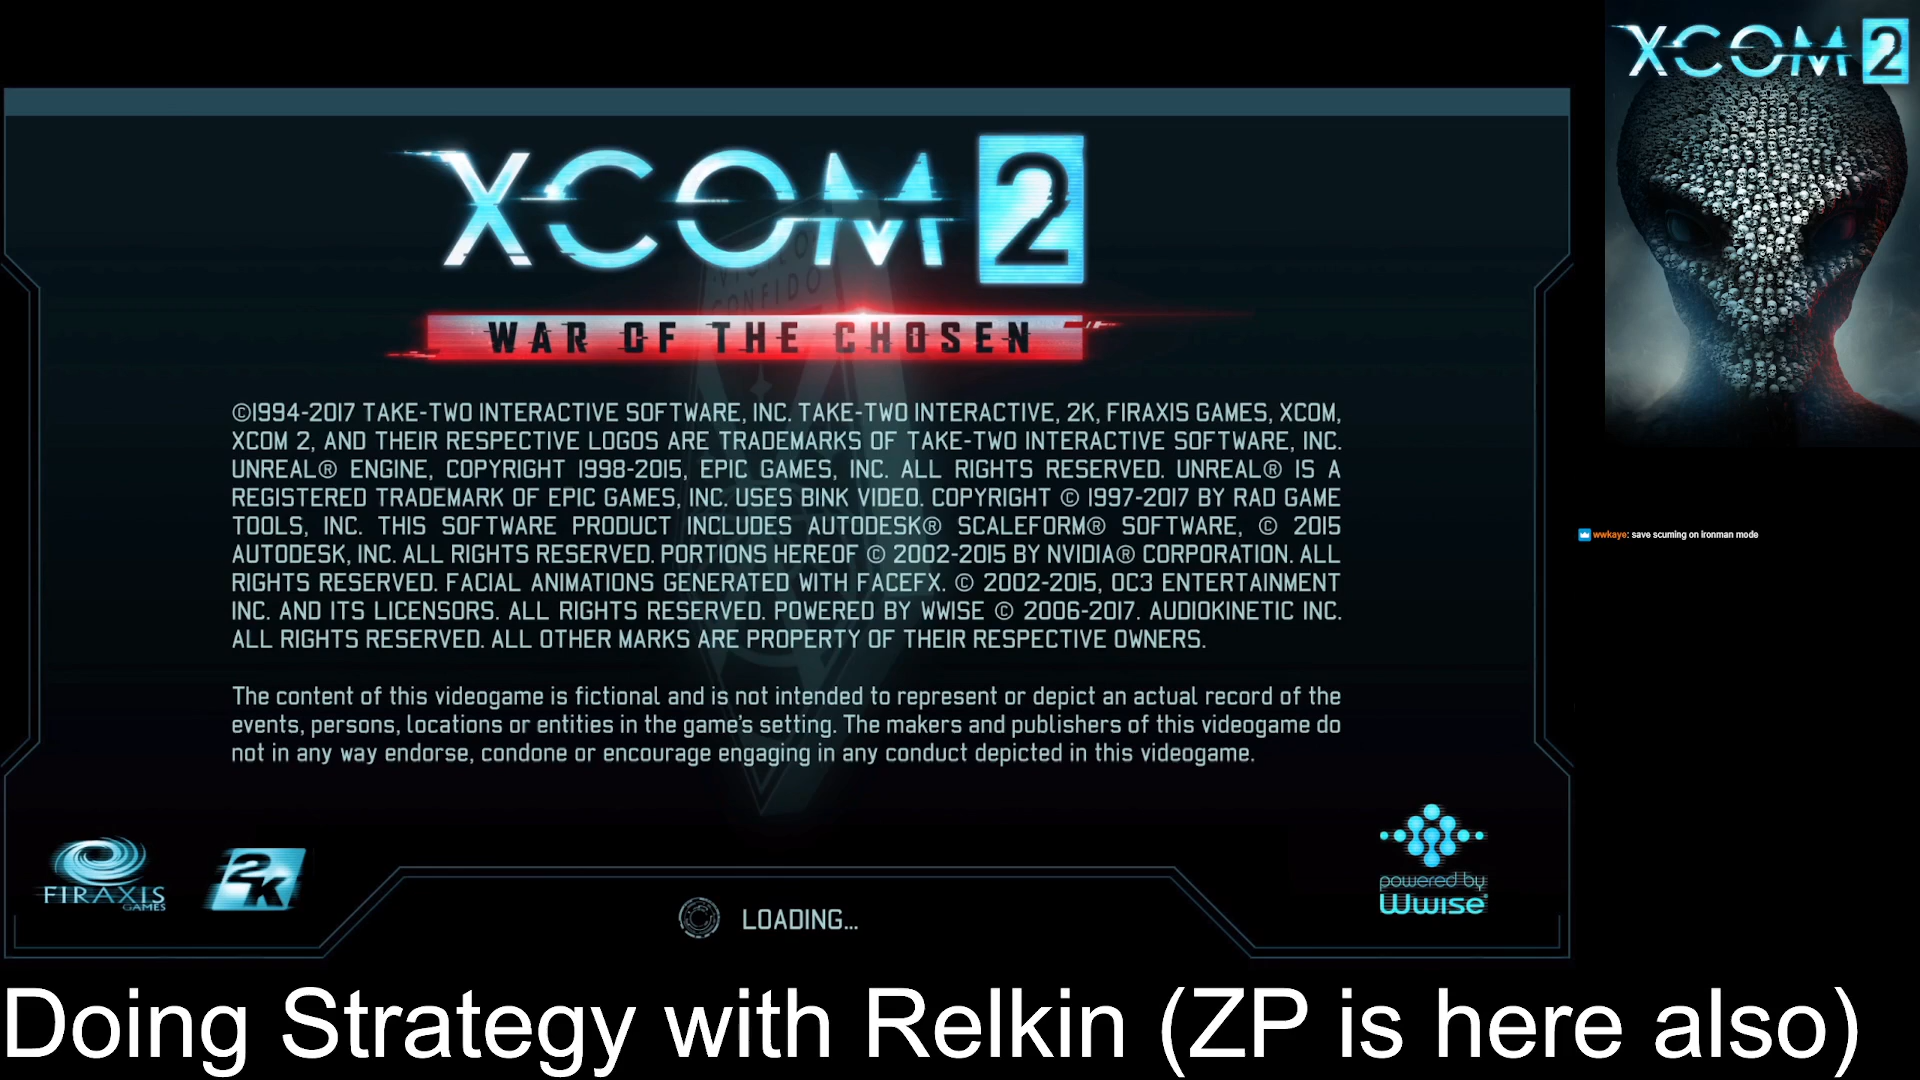 XCOM 2
XCOM 2
WAR OF THE CHOSEN
CONFIDO
©1994-2017 TAKE-TWO INTERACTIVE SOFTWARE, INC. TAKE-TWO INTERACTIVE, 2K, FIRAXIS GAMES, XCOM,
XCOM 2, AND THEIR RESPECTIVE LOGOS ARE TRADEMARKS OF TAKE-TWO INTERACTIVE SOFTWARE, INC.
UNREAL® ENGINE, COPYRIGHT 1998-2015, EPIC GAMES, INC. ALL RIGHTS RESERVED. UNREAL® IS A
REGISTERED TRADEMARK OF EPIC GAMES, INC. USES BINK VIDEO. COPYRIGHT © 1997-2017 BY RAD GAME
TOOLS, INC. THIS SOFTWARE PRODUCT INCLUDES AUTODESK® SCALEFORM® SOFTWARE, © 2015
AUTODESK, INC. ALL RIGHTS RESERVED. PORTIONS HEREOF © 2002-2015 BY NVIDIA® CORPORATION. ALL
RIGHTS RESERVED. FACIAL ANIMATIONS GENERATED WITH FACEFX. © 2002-2015, OC3 ENTERTAINMENT
INC. AND ITS LICENSORS. ALL RIGHTS RESERVED. POWERED BY WWISE © 2006-2017. AUDIOKINETIC INC.
ALL RIGHTS RESERVED. ALL OTHER MARKS ARE PROPERTY OF THEIR RESPECTIVE OWNERS.
The content of this videogame is fictional and is not intended to represent or depict an actual record of the
events, persons, locations or entities in the game's setting. The makers and publishers of this videogame do
not in any way endorse, condone or encourage engaging in any conduct depicted in this videogame.
wwkaye: save scuming on ironman mode
FIRAXIS
GAMES
2K
LOADING...
powered by
Wwise
Doing Strategy with Relkin (ZP is here also)